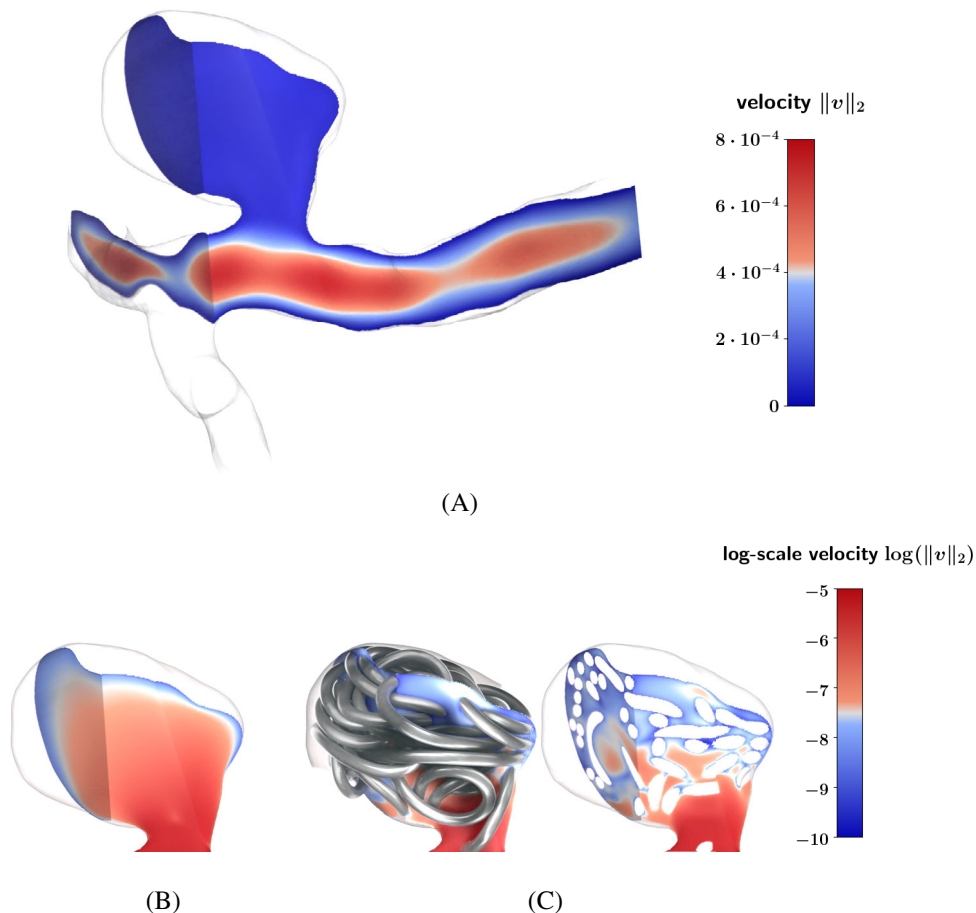 velocity ‖v‖₂
8 · 10⁻⁴
6 · 10⁻⁴
4 · 10⁻⁴
2 · 10⁻⁴
0
(A)
log-scale velocity log(‖v‖₂)
−5
−6
−7
−8
−9
−10
(B)
(C)